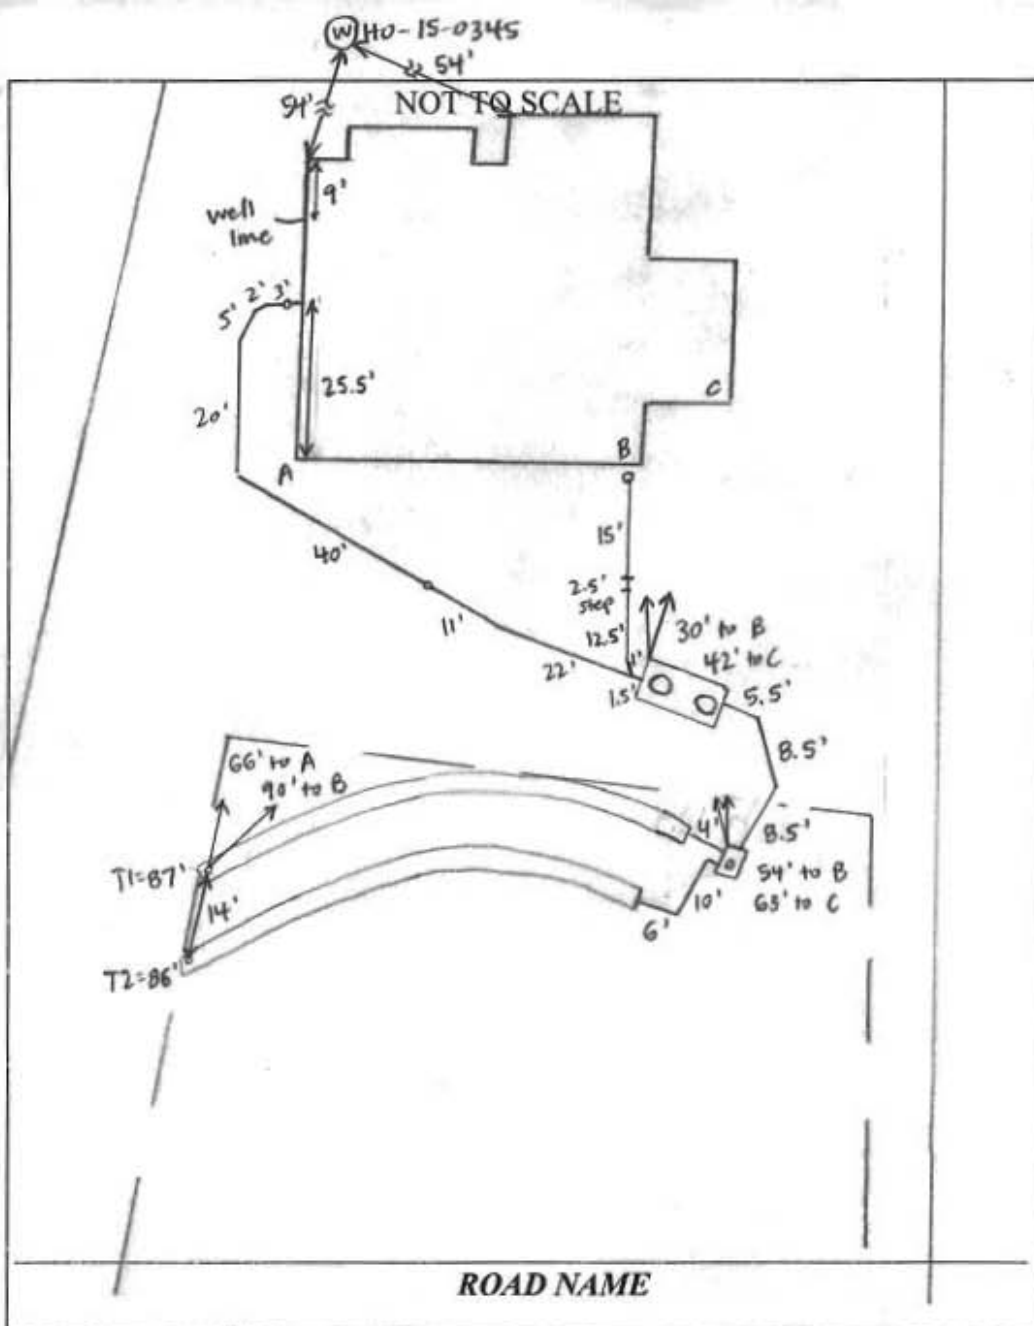 W HO-15-0345
54'
NOT TO SCALE
9'
well
line
2' 3'
5'
25.5'
20'
C
B
A
15'
40'
2.5'
step
11'
12.5'
30' to B
42' to C
22'
1'
1.5'
5.5'
8.5'
66' to A
90' to B
4'
8.5'
T1=87'
54' to B
63' to C
14'
10'
6'
T2=86'
ROAD NAME